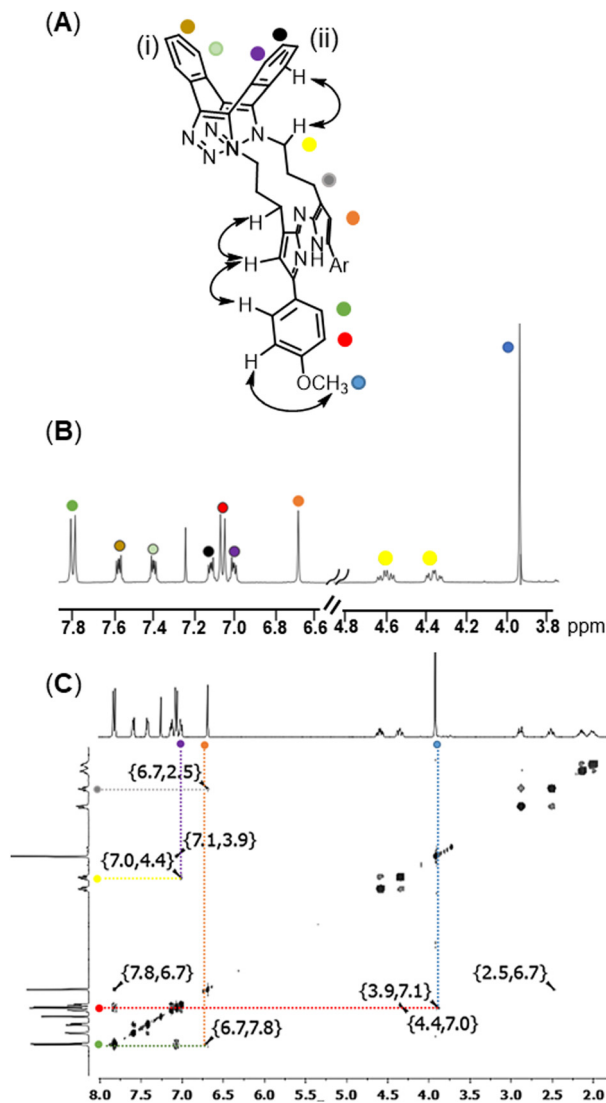 (A)
(i)
(ii)
H
H
N
N
N
N
N
H
N
N
H
NH
N
Ar
H
H
OCH3
(B)
7.8 7.6 7.4 7.2 7.0 6.8 4.8 4.6 4.4 4.2 4.0 3.8 ppm
(C)
{6.7,2.5}
{7.1,3.9}
{7.0,4.4}
{7.8,6.7}
{3.9,7.1}
{2.5,6.7}
{4.4,7.0}
{6.7,7.8}
8.0 7.5 7.0 6.5 6.0 5.5 5.0 4.5 4.0 3.5 3.0 2.5 2.0